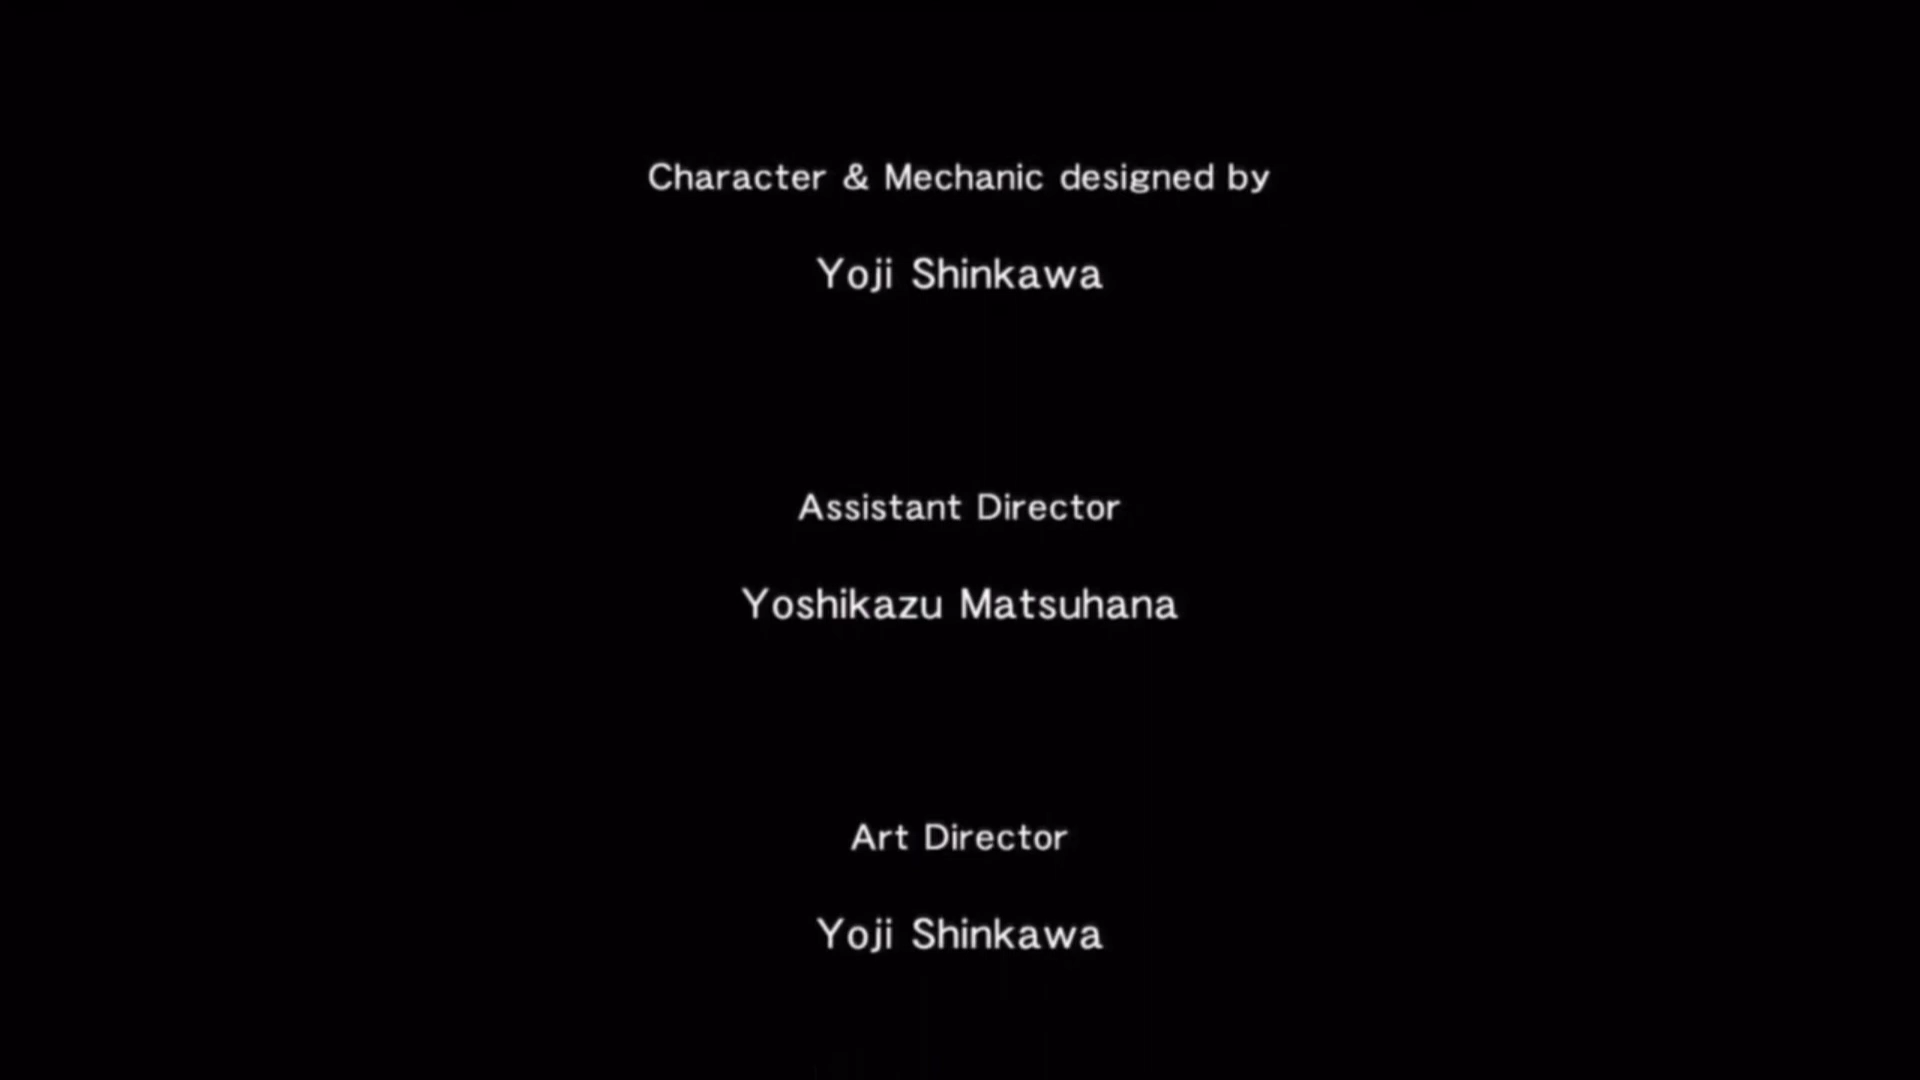 Character & Mechanic designed by
Yoji Shinkawa
Assistant Director
Yoshikazu Matsuhana
Art Director
Yoji Shinkawa